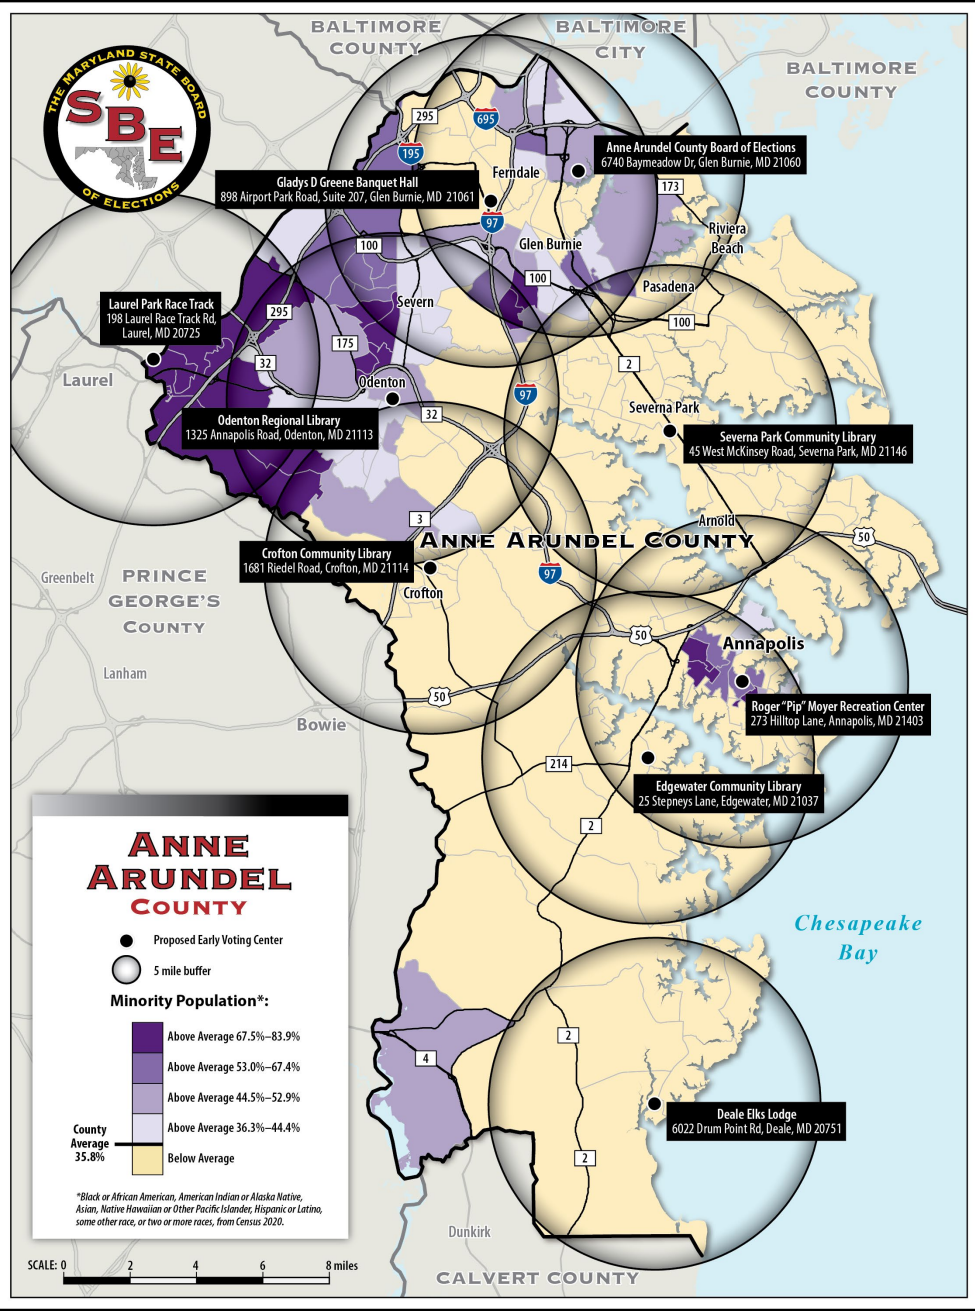 BALTIMORE
COUNTY
BALTIMORE
CITY
BALTIMORE
COUNTY
THE MARYLAND STATE BOARD
SBE
OF ELECTIONS
295
695
195
Anne Arundel County Board of Elections
6740 Baymeadow Dr, Glen Burnie, MD 21060
Ferndale
Gladys D Greene Banquet Hall
898 Airport Park Road, Suite 207, Glen Burnie, MD 21061
173
97
Riviera
Beach
100
Glen Burnie
100
Pasadena
Laurel Park Race Track
198 Laurel Race Track Rd,
Laurel, MD 20725
Severn
295
100
175
32
2
Laurel
Odenton
97
32
Severna Park
Odenton Regional Library
1325 Annapolis Road, Odenton, MD 21113
Severna Park Community Library
45 West McKinsey Road, Severna Park, MD 21146
3
Arnold
ANNE ARUNDEL COUNTY
50
Crofton Community Library
1681 Riedel Road, Crofton, MD 21114
97
Greenbelt
PRINCE
GEORGE'S
COUNTY
Crofton
50
Annapolis
Lanham
50
Roger “Pip” Moyer Recreation Center
273 Hilltop Lane, Annapolis, MD 21403
Bowie
214
Edgewater Community Library
25 Stepneys Lane, Edgewater, MD 21037
2
ANNE
ARUNDEL
COUNTY
Proposed Early Voting Center
5 mile buffer
Minority Population*:
Above Average 67.5%–83.9%
Above Average 53.0%–67.4%
Above Average 44.5%–52.9%
Above Average 36.3%–44.4%
County
Average
35.8%
Below Average
*Black or African American, American Indian or Alaska Native,
Asian, Native Hawaiian or Other Pacific Islander, Hispanic or Latino,
some other race, or two or more races, from Census 2020.
Chesapeake
Bay
2
4
Deale Elks Lodge
6022 Drum Point Rd, Deale, MD 20751
2
Dunkirk
SCALE: 0 2 4 6 8 miles
CALVERT COUNTY